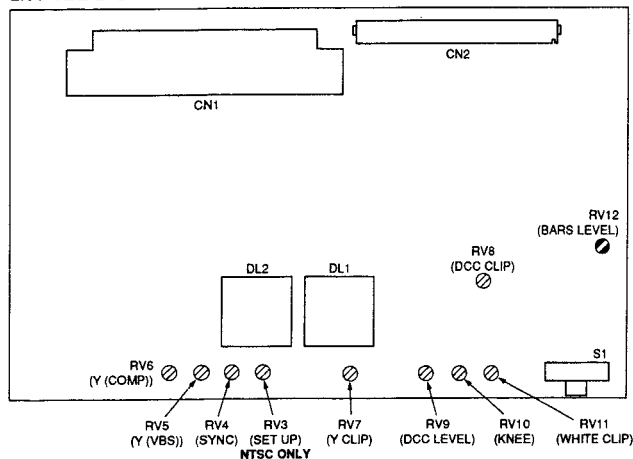 CN2
CN1
RV12
(BARS LEVEL)
RV8
(DCC CLIP)
DL2
DL1
S1
RV6
(Y (COMP))
RV5
(Y (VBS))
RV4
(SYNC)
RV3
(SET UP)
NTSC ONLY
RV7
(Y CLIP)
RV9
(DCC LEVEL)
RV10
(KNEE)
RV11
(WHITE CLIP)